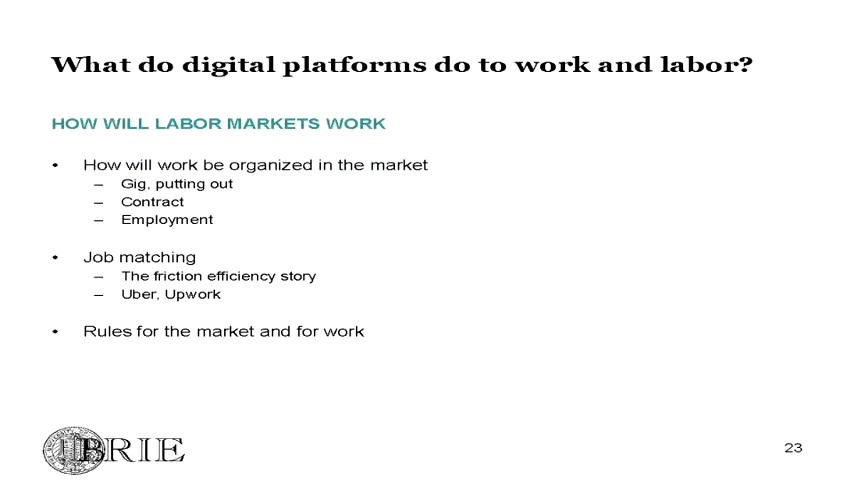 What do digital platforms do to work and labor?
HOW WILL LABOR MARKETS WORK
• How will work be organized in the market
– Gig, putting out
– Contract
– Employment
• Job matching
– The friction efficiency story
– Uber, Upwork
• Rules for the market and for work
BRIE
23